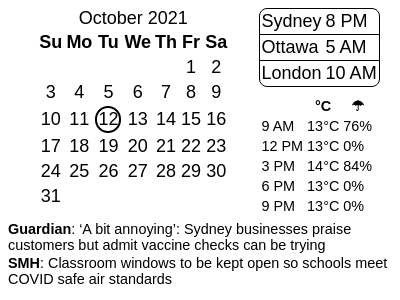 October 2021
Su Mo Tu We Th Fr Sa
1 2
3 4 5 6 7 8 9
10 11 12 13 14 15 16
17 18 19 20 21 22 23
24 25 26 27 28 29 30
31
Sydney 8 PM
Ottawa 5 AM
London 10 AM
°C ☂
9 AM 13°C 76%
12 PM 13°C 0%
3 PM 14°C 84%
6 PM 13°C 0%
9 PM 13°C 0%
Guardian: ‘A bit annoying’: Sydney businesses praise
customers but admit vaccine checks can be trying
SMH: Classroom windows to be kept open so schools meet
COVID safe air standards